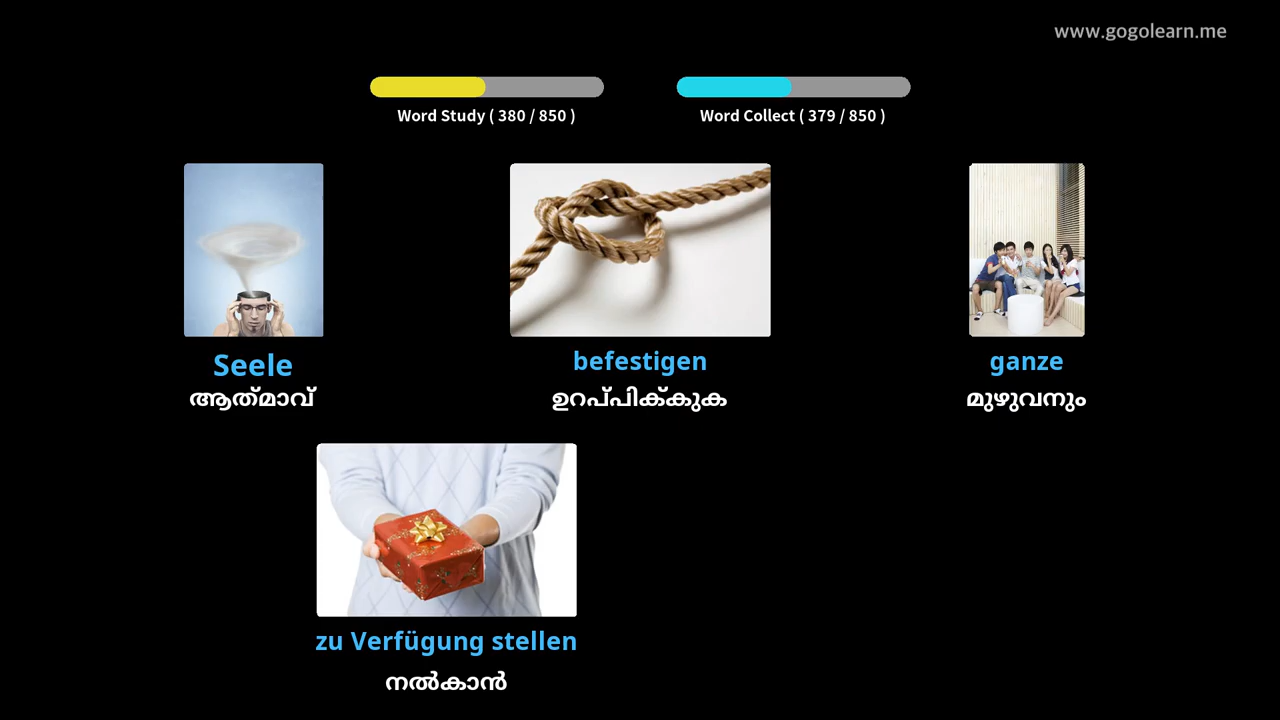 www.gogolearn.me
Word Study ( 380 / 850 )
Word Collect ( 379 / 850 )
Seele
ആത്മാവ്
befestigen
ഉറപ്പിക്കുക
ganze
മുഴുവനും
zu Verfügung stellen
നൽകാൻ